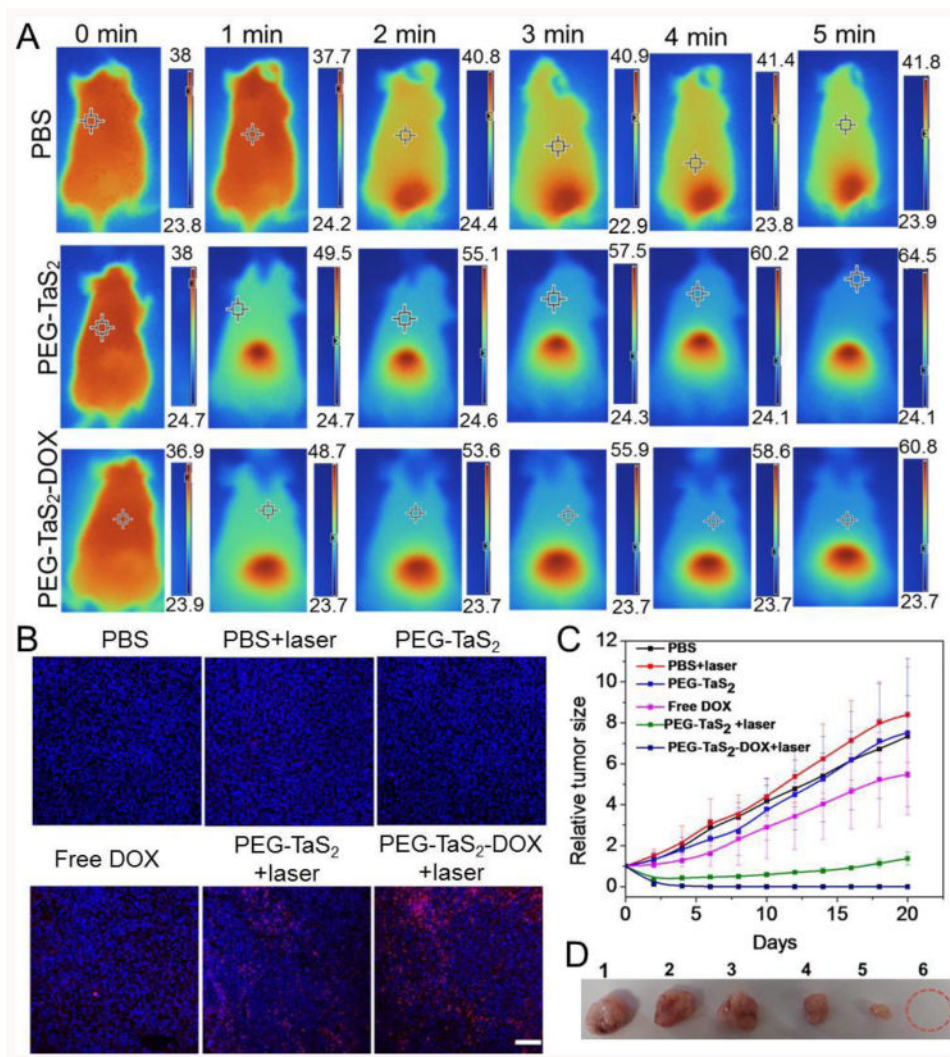 A 0 min 1 min 2 min 3 min 4 min 5 min
38 37.7 40.8 40.9 41.4 41.8
PBS
23.8 24.2 24.4 22.9 23.8 23.9
38 49.5 55.1 57.5 60.2 64.5
PEG-TaS2
24.7 24.7 24.6 24.3 24.1 24.1
36.9 48.7 53.6 55.9 58.6 60.8
PEG-TaS2-DOX
23.9 23.7 23.7 23.7 23.7 23.7
B
PBS PBS+laser PEG-TaS2
Free DOX PEG-TaS2 +laser PEG-TaS2-DOX +laser
C
12
10
8
6
4
2
0
Relative tumor size
PBS
PBS+laser
PEG-TaS2
Free DOX
PEG-TaS2 +laser
PEG-TaS2-DOX+laser
0 5 10 15 20
Days
D
1 2 3 4 5 6